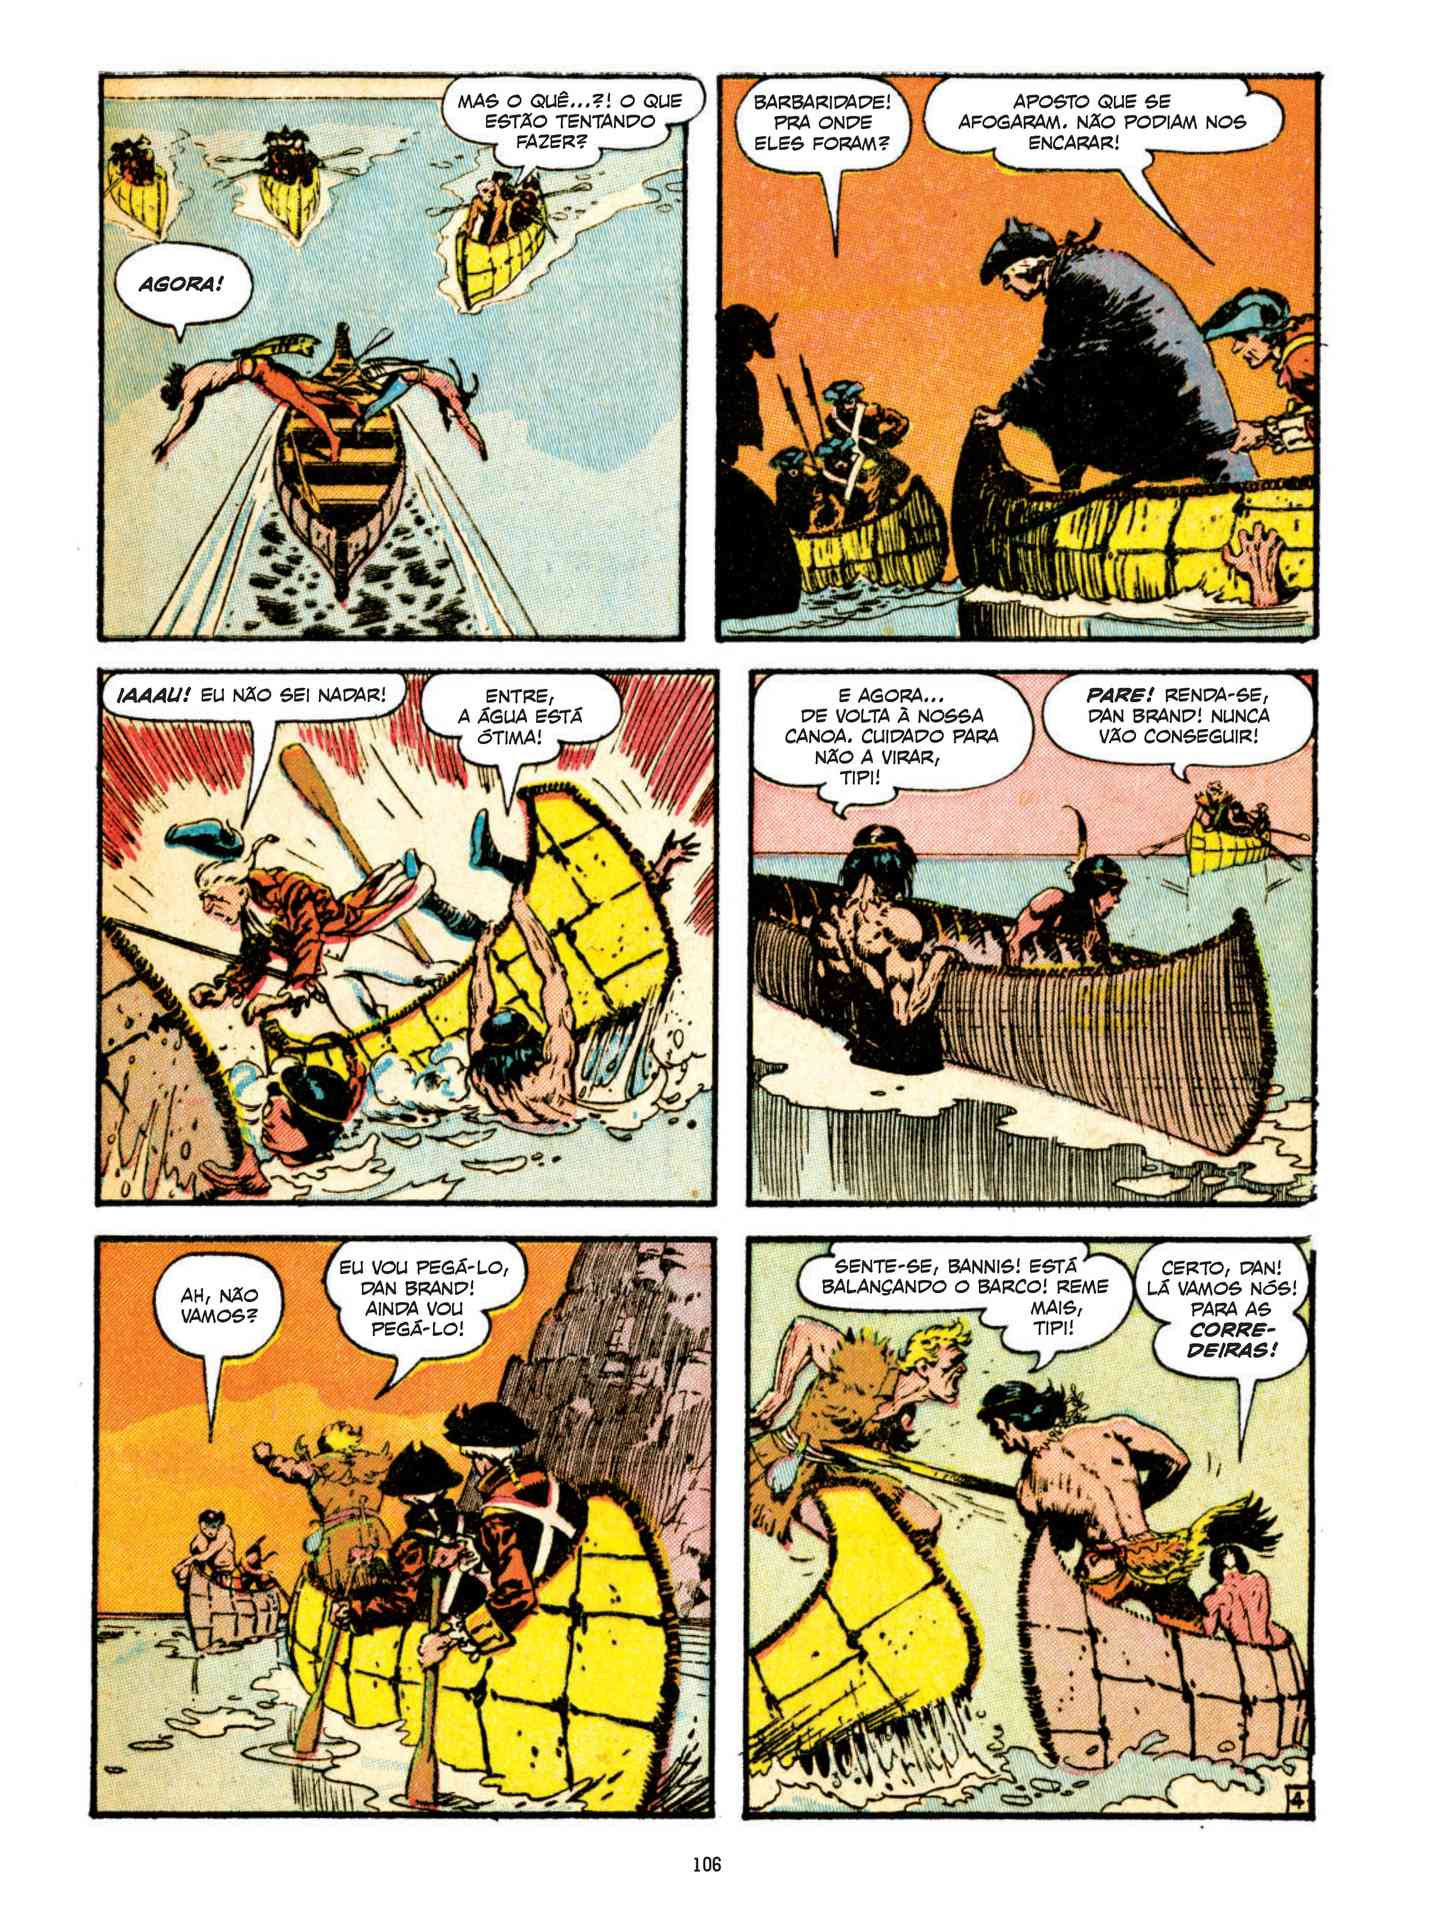 MAS O QUÊ...?! O QUE
ESTÃO TENTANDO
FAZER?
AGORA!
BARBARIDADE!
PRA ONDE
ELES FORAM?
APOSTO QUE SE
AFOGARAM. NÃO PODIAM NOS
ENCARAR!
IAAAU! EU NÃO SEI NADAR!
ENTRE,
A ÁGUA ESTÁ
ÓTIMA!
E AGORA...
DE VOLTA À NOSSA
CANOA. CUIDADO PARA
NÃO A VIRAR,
TIPI!
PARE! RENDA-SE,
DAN BRAND! NUNCA
VÃO CONSEGUIR!
AH, NÃO
VAMOS?
EU VOU PEGÁ-LO,
DAN BRAND!
AINDA VOU
PEGÁ-LO!
SENTE-SE, BANNIS! ESTÁ
BALANÇANDO O BARCO! REME
MAIS,
TIPI!
CERTO, DAN!
LÁ VAMOS NÓS!
PARA AS
CORRE-
DEIRAS!
4
106